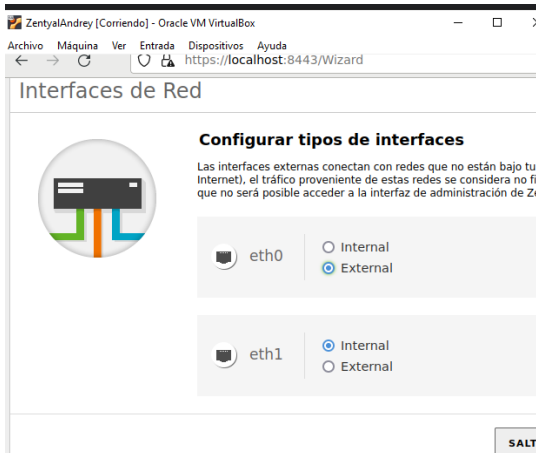 ZentyalAndrey [Corriendo] - Oracle VM VirtualBox
Archivo Máquina Ver Entrada Dispositivos Ayuda
https://localhost:8443/Wizard
Interfaces de Red
Configurar tipos de interfaces
Las interfaces externas conectan con redes que no están bajo tu
Internet), el tráfico proveniente de estas redes se considera no fi
que no será posible acceder a la interfaz de administración de Ze
eth0
Internal
External
eth1
Internal
External
SALT